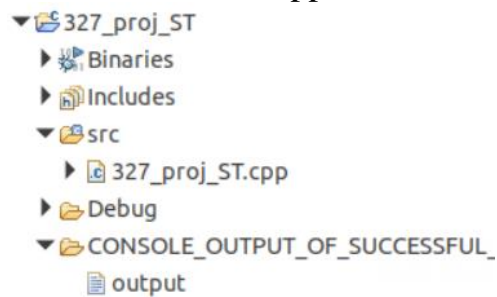 327_proj_ST
Binaries
Includes
src
327_proj_ST.cpp
Debug
CONSOLE_OUTPUT_OF_SUCCESSFUL_
output